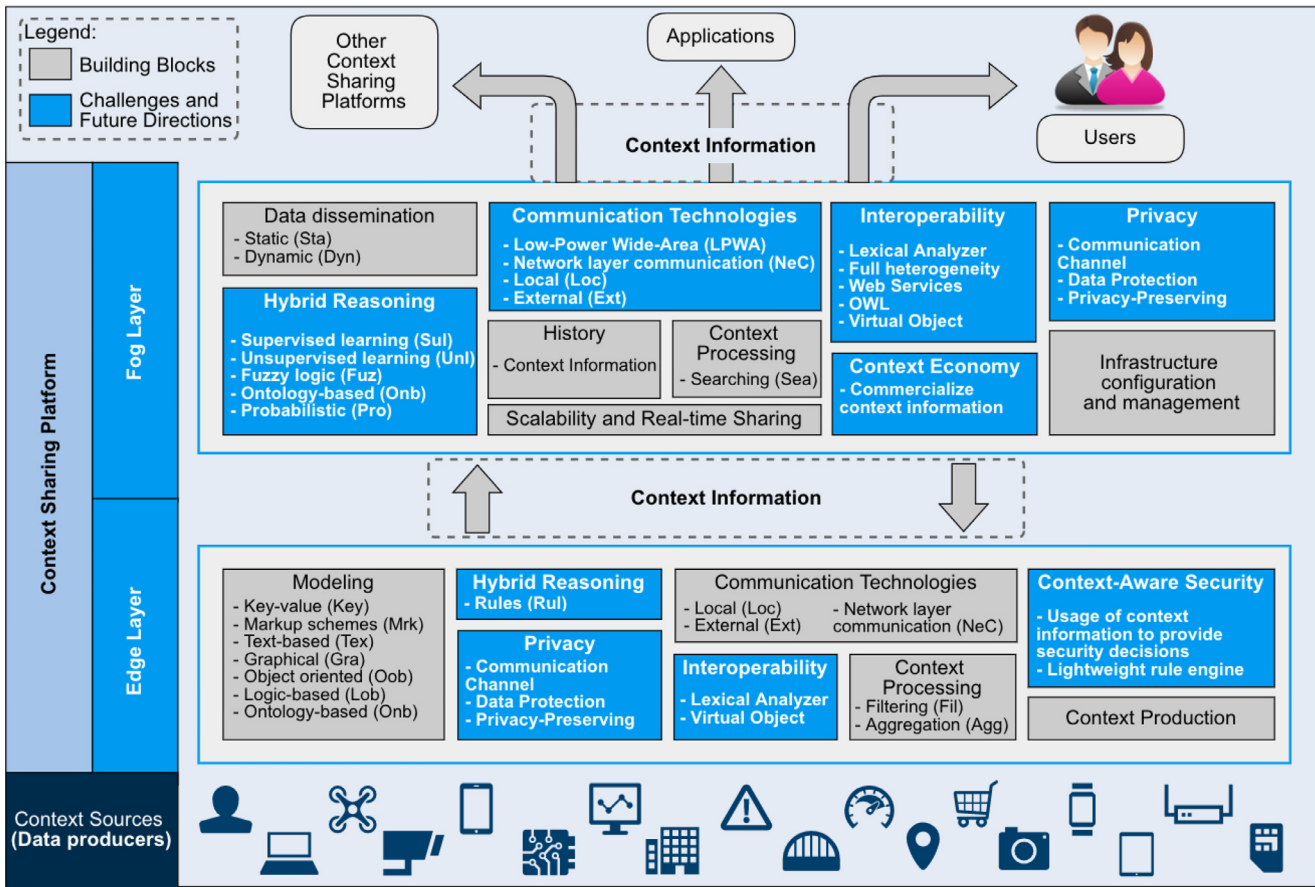 Legend:
Building Blocks
Challenges and
Future Directions
Other
Context
Sharing
Platforms
Applications
Users
Context Information
Context Sharing Platform
Fog Layer
Data dissemination
- Static (Sta)
- Dynamic (Dyn)
Hybrid Reasoning
- Supervised learning (Sul)
- Unsupervised learning (Unl)
- Fuzzy logic (Fuz)
- Ontology-based (Onb)
- Probabilistic (Pro)
Communication Technologies
- Low-Power Wide-Area (LPWA)
- Network layer communication (NeC)
- Local (Loc)
- External (Ext)
History
- Context Information
Context
Processing
- Searching (Sea)
Scalability and Real-time Sharing
Interoperability
- Lexical Analyzer
- Full heterogeneity
- Web Services
- OWL
- Virtual Object
Context Economy
- Commercialize
context information
Privacy
- Communication
Channel
- Data Protection
- Privacy-Preserving
Infrastructure
configuration
and management
Context Information
Edge Layer
Modeling
- Key-value (Key)
- Markup schemes (Mrk)
- Text-based (Tex)
- Graphical (Gra)
- Object oriented (Oob)
- Logic-based (Lob)
- Ontology-based (Onb)
Hybrid Reasoning
- Rules (Rul)
Privacy
- Communication
Channel
- Data Protection
- Privacy-Preserving
Communication Technologies
- Local (Loc)
- External (Ext)
- Network layer
communication (NeC)
Interoperability
- Lexical Analyzer
- Virtual Object
Context
Processing
- Filtering (Fil)
- Aggregation (Agg)
Context-Aware Security
- Usage of context
information to provide
security decisions
- Lightweight rule engine
Context Production
Context Sources
(Data producers)